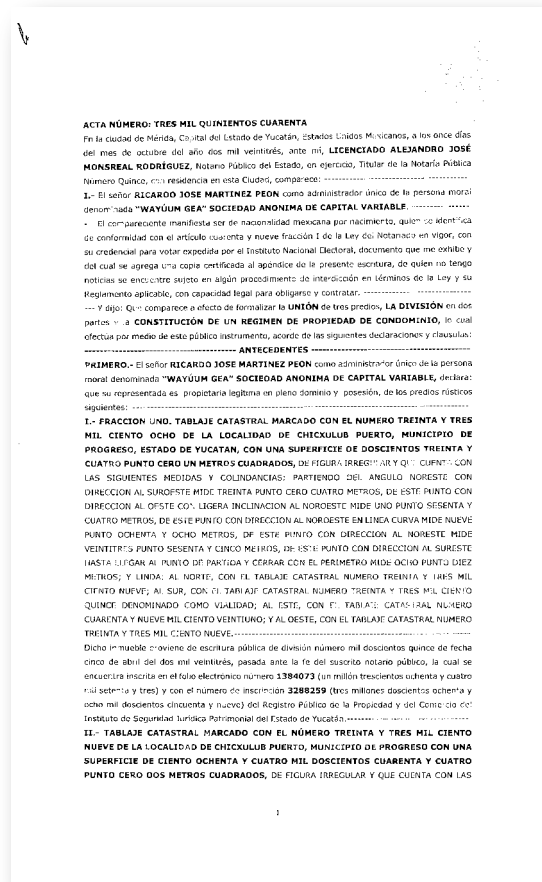 ACTA NÚMERO: TRES MIL QUINIENTOS CUARENTA
En la ciudad de Mérida, Capital del Estado de Yucatán, Estados Unidos Mexicanos, a los once días
del mes de octubre del año dos mil veintitrés, ante mí, LICENCIADO ALEJANDRO JOSÉ
MONSREAL RODRÍGUEZ, Notario Público del Estado, en ejercicio, Titular de la Notaría Pública
Número Quince, con residencia en esta Ciudad, comparece: ----------------------------------------
I.- El señor RICARDO JOSE MARTINEZ PEON como administrador único de la persona moral
denominada "WAYÚUM GEA" SOCIEDAD ANONIMA DE CAPITAL VARIABLE. ---------------
- El compareciente manifiesta ser de nacionalidad mexicana por nacimiento, quien se identifica
de conformidad con el artículo cuarenta y nueve fracción I de la Ley del Notariado en vigor, con
su credencial para votar expedida por el Instituto Nacional Electoral, documento que me exhibe y
del cual se agrega una copia certificada al apéndice de la presente escritura, de quien no tengo
noticias se encuentre sujeto en algún procedimiento de interdicción en términos de la Ley y su
Reglamento aplicable, con capacidad legal para obligarse y contratar. ------------------------------
--- Y dijo: Que comparece a efecto de formalizar la UNIÓN de tres predios, LA DIVISIÓN en dos
partes y la CONSTITUCIÓN DE UN REGIMEN DE PROPIEDAD DE CONDOMINIO, lo cual
efectúa por medio de este público instrumento, acorde de las siguientes declaraciones y clausulas:
---------------------------------------- ANTECEDENTES ------------------------------------------
PRIMERO.- El señor RICARDO JOSE MARTINEZ PEON como administrador único de la persona
moral denominada "WAYÚUM GEA" SOCIEDAD ANONIMA DE CAPITAL VARIABLE, declara:
que su representada es propietaria legítima en pleno dominio y posesión, de los predios rústicos
siguientes: ------------------------------------------------------------------------------------------
I.- FRACCION UNO. TABLAJE CATASTRAL MARCADO CON EL NUMERO TREINTA Y TRES
MIL CIENTO OCHO DE LA LOCALIDAD DE CHICXULUB PUERTO, MUNICIPIO DE
PROGRESO, ESTADO DE YUCATAN, CON UNA SUPERFICIE DE DOSCIENTOS TREINTA Y
CUATRO PUNTO CERO UN METROS CUADRADOS, DE FIGURA IRREGULAR Y QUE CUENTA CON
LAS SIGUIENTES MEDIDAS Y COLINDANCIAS: PARTIENDO DEL ANGULO NORESTE CON
DIRECCION AL SUROESTE MIDE TREINTA PUNTO CERO CUATRO METROS, DE ESTE PUNTO CON
DIRECCION AL OESTE CON LIGERA INCLINACION AL NOROESTE MIDE UNO PUNTO SESENTA Y
CUATRO METROS, DE ESTE PUNTO CON DIRECCION AL NOROESTE EN LINEA CURVA MIDE NUEVE
PUNTO OCHENTA Y OCHO METROS, DE ESTE PUNTO CON DIRECCION AL NORESTE MIDE
VEINTITRES PUNTO SESENTA Y CINCO METROS, DE ESTE PUNTO CON DIRECCION AL SURESTE
HASTA LLEGAR AL PUNTO DE PARTIDA Y CERRAR CON EL PERÍMETRO MIDE OCHO PUNTO DIEZ
METROS; Y LINDA: AL NORTE, CON EL TABLAJE CATASTRAL NUMERO TREINTA Y TRES MIL
CIENTO NUEVE; AL SUR, CON EL TABLAJE CATASTRAL NUMERO TREINTA Y TRES MIL CIENTO
QUINCE DENOMINADO COMO VIALIDAD; AL ESTE, CON EL TABLAJE CATASTRAL NUMERO
CUARENTA Y NUEVE MIL CIENTO VEINTIUNO; Y AL OESTE, CON EL TABLAJE CATASTRAL NUMERO
TREINTA Y TRES MIL CIENTO NUEVE.------------------------------------------------------------
Dicho inmueble proviene de escritura pública de división número mil doscientos quince de fecha
cinco de abril del dos mil veintitrés, pasada ante la fe del suscrito notario público, la cual se
encuentra inscrita en el folio electrónico número 1384073 (un millón trescientos ochenta y cuatro
mil setenta y tres) y con el número de inscripción 3288259 (tres millones doscientos ochenta y
ocho mil doscientos cincuenta y nueve) del Registro Público de la Propiedad y del Comercio del
Instituto de Seguridad Jurídica Patrimonial del Estado de Yucatán.--------------------------------
II.- TABLAJE CATASTRAL MARCADO CON EL NÚMERO TREINTA Y TRES MIL CIENTO
NUEVE DE LA LOCALIDAD DE CHICXULUB PUERTO, MUNICIPIO DE PROGRESO CON UNA
SUPERFICIE DE CIENTO OCHENTA Y CUATRO MIL DOSCIENTOS CUARENTA Y CUATRO
PUNTO CERO DOS METROS CUADRADOS, DE FIGURA IRREGULAR Y QUE CUENTA CON LAS
1